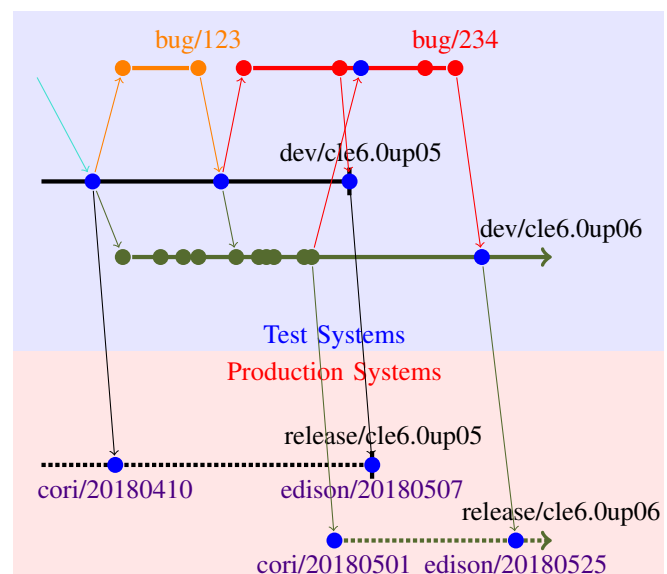 bug/123
bug/234
dev/cle6.0up05
dev/cle6.0up06
Test Systems
Production Systems
release/cle6.0up05
cori/20180410
edison/20180507
release/cle6.0up06
cori/20180501
edison/20180525